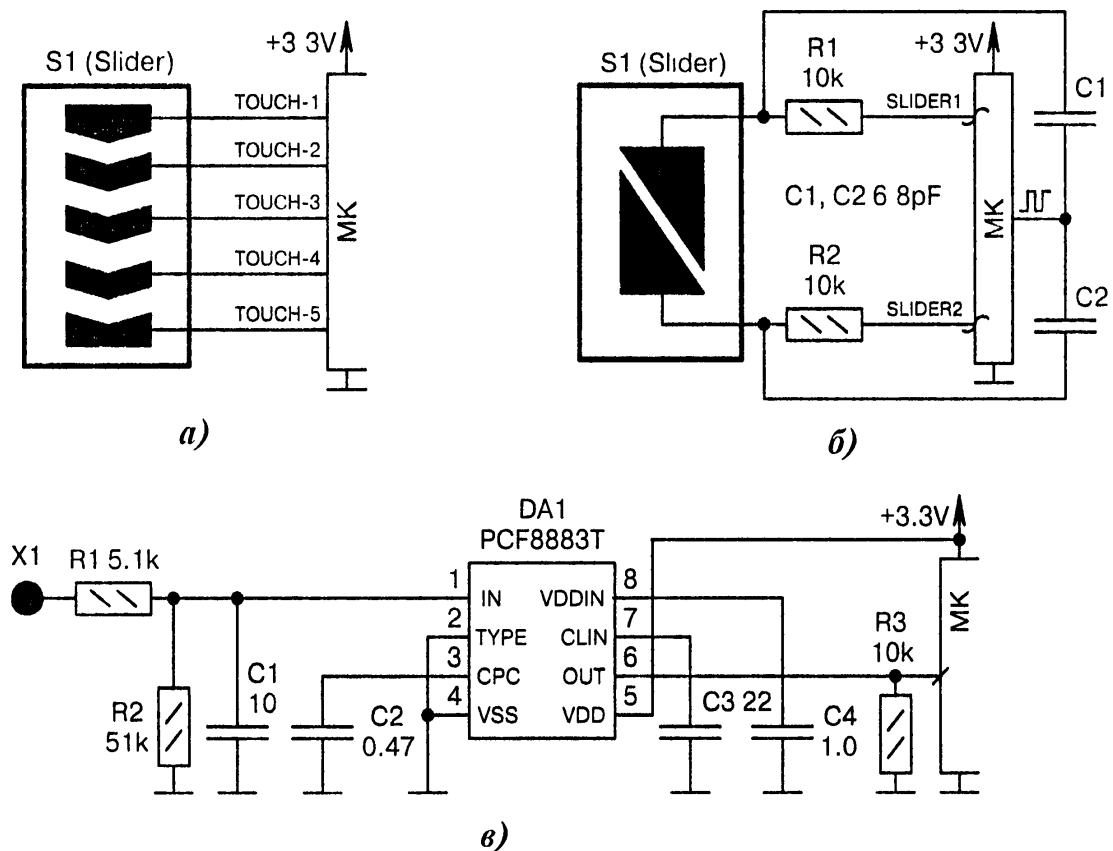 S1 (Slider)
+3 3V
TOUCH-1
TOUCH-2
TOUCH-3
TOUCH-4
TOUCH-5
МК
а)
S1 (Slider)
R1
10k
+3 3V
SLIDER1
C1
C1, C2 6 8pF
МК
R2
10k
SLIDER2
C2
б)
DA1
PCF8883T
+3.3V
X1
R1 5.1k
1 IN VDDIN 8
2 TYPE CLIN 7
3 CPC OUT 6
4 VSS VDD 5
R2
51k
C1
10
C2
0.47
C3 22
C4
1.0
R3
10k
МК
в)